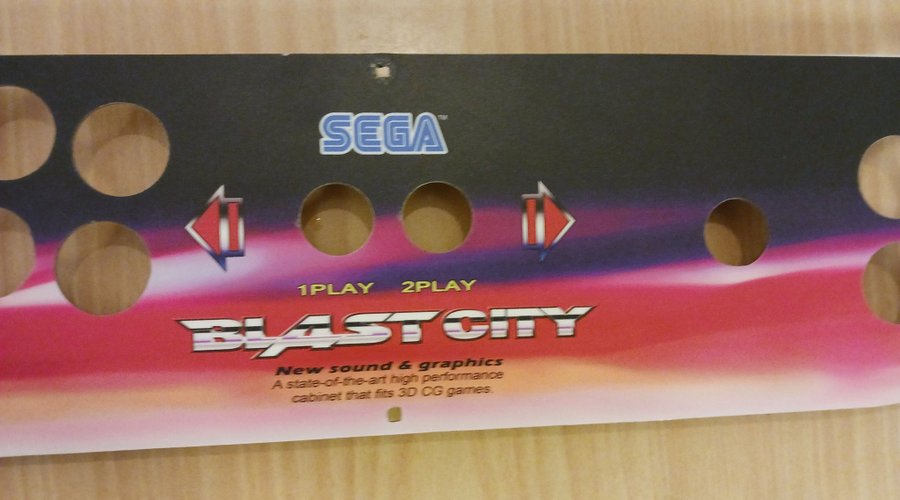 SEGA™
1PLAY 2PLAY
BLAST CITY
New sound & graphics
A state-of-the-art high performance
cabinet that fits 3D CG games.